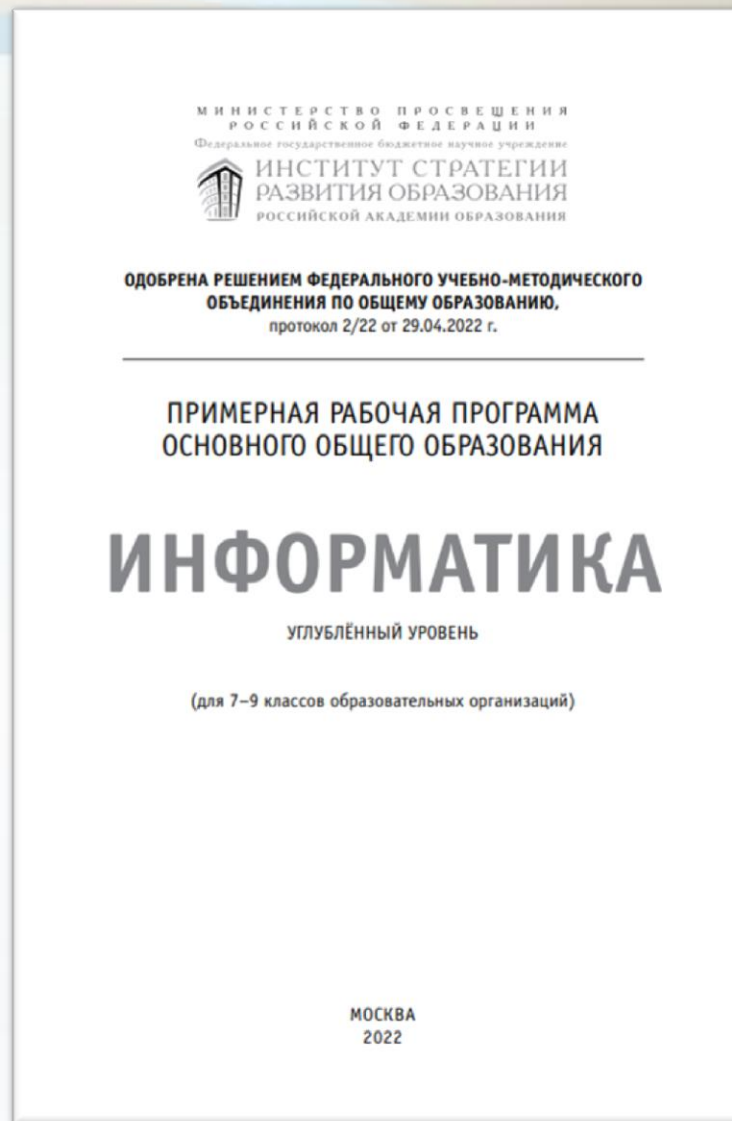 МИНИСТЕРСТВО ПРОСВЕЩЕНИЯ
РОССИЙСКОЙ ФЕДЕРАЦИИ
Федеральное государственное бюджетное научное учреждение
ИНСТИТУТ СТРАТЕГИИ
РАЗВИТИЯ ОБРАЗОВАНИЯ
РОССИЙСКОЙ АКАДЕМИИ ОБРАЗОВАНИЯ
ОДОБРЕНА РЕШЕНИЕМ ФЕДЕРАЛЬНОГО УЧЕБНО-МЕТОДИЧЕСКОГО
ОБЪЕДИНЕНИЯ ПО ОБЩЕМУ ОБРАЗОВАНИЮ,
протокол 2/22 от 29.04.2022 г.
ПРИМЕРНАЯ РАБОЧАЯ ПРОГРАММА
ОСНОВНОГО ОБЩЕГО ОБРАЗОВАНИЯ
ИНФОРМАТИКА
УГЛУБЛЁННЫЙ УРОВЕНЬ
(для 7–9 классов образовательных организаций)
МОСКВА
2022